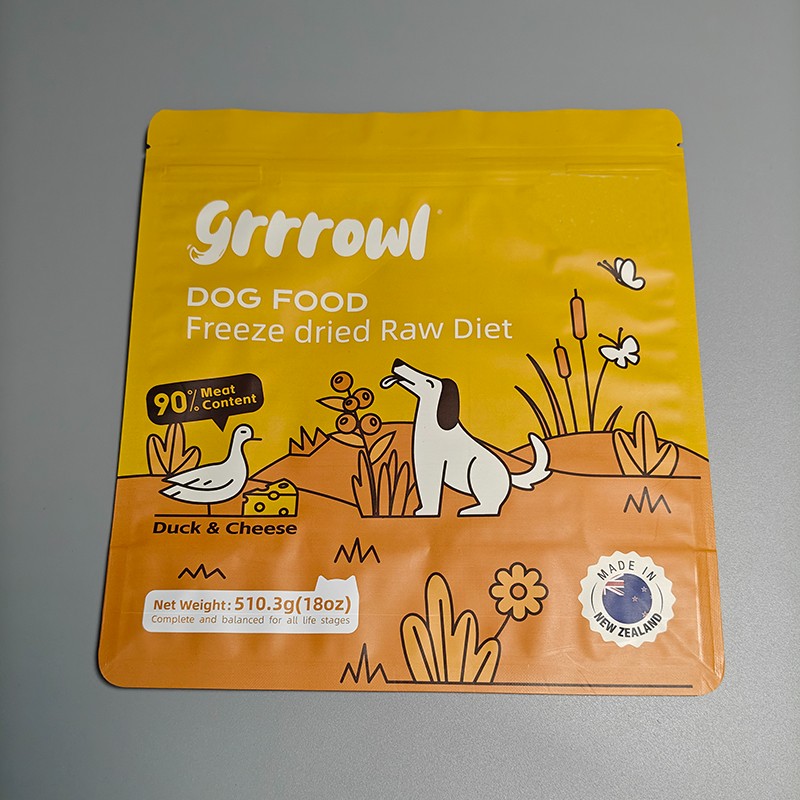 grrrowl
DOG FOOD
Freeze dried Raw Diet
90% Meat
Content
Duck & Cheese
Net Weight: 510.3g(18oz)
Complete and balanced for all life stages
MADE IN
NEW ZEALAND